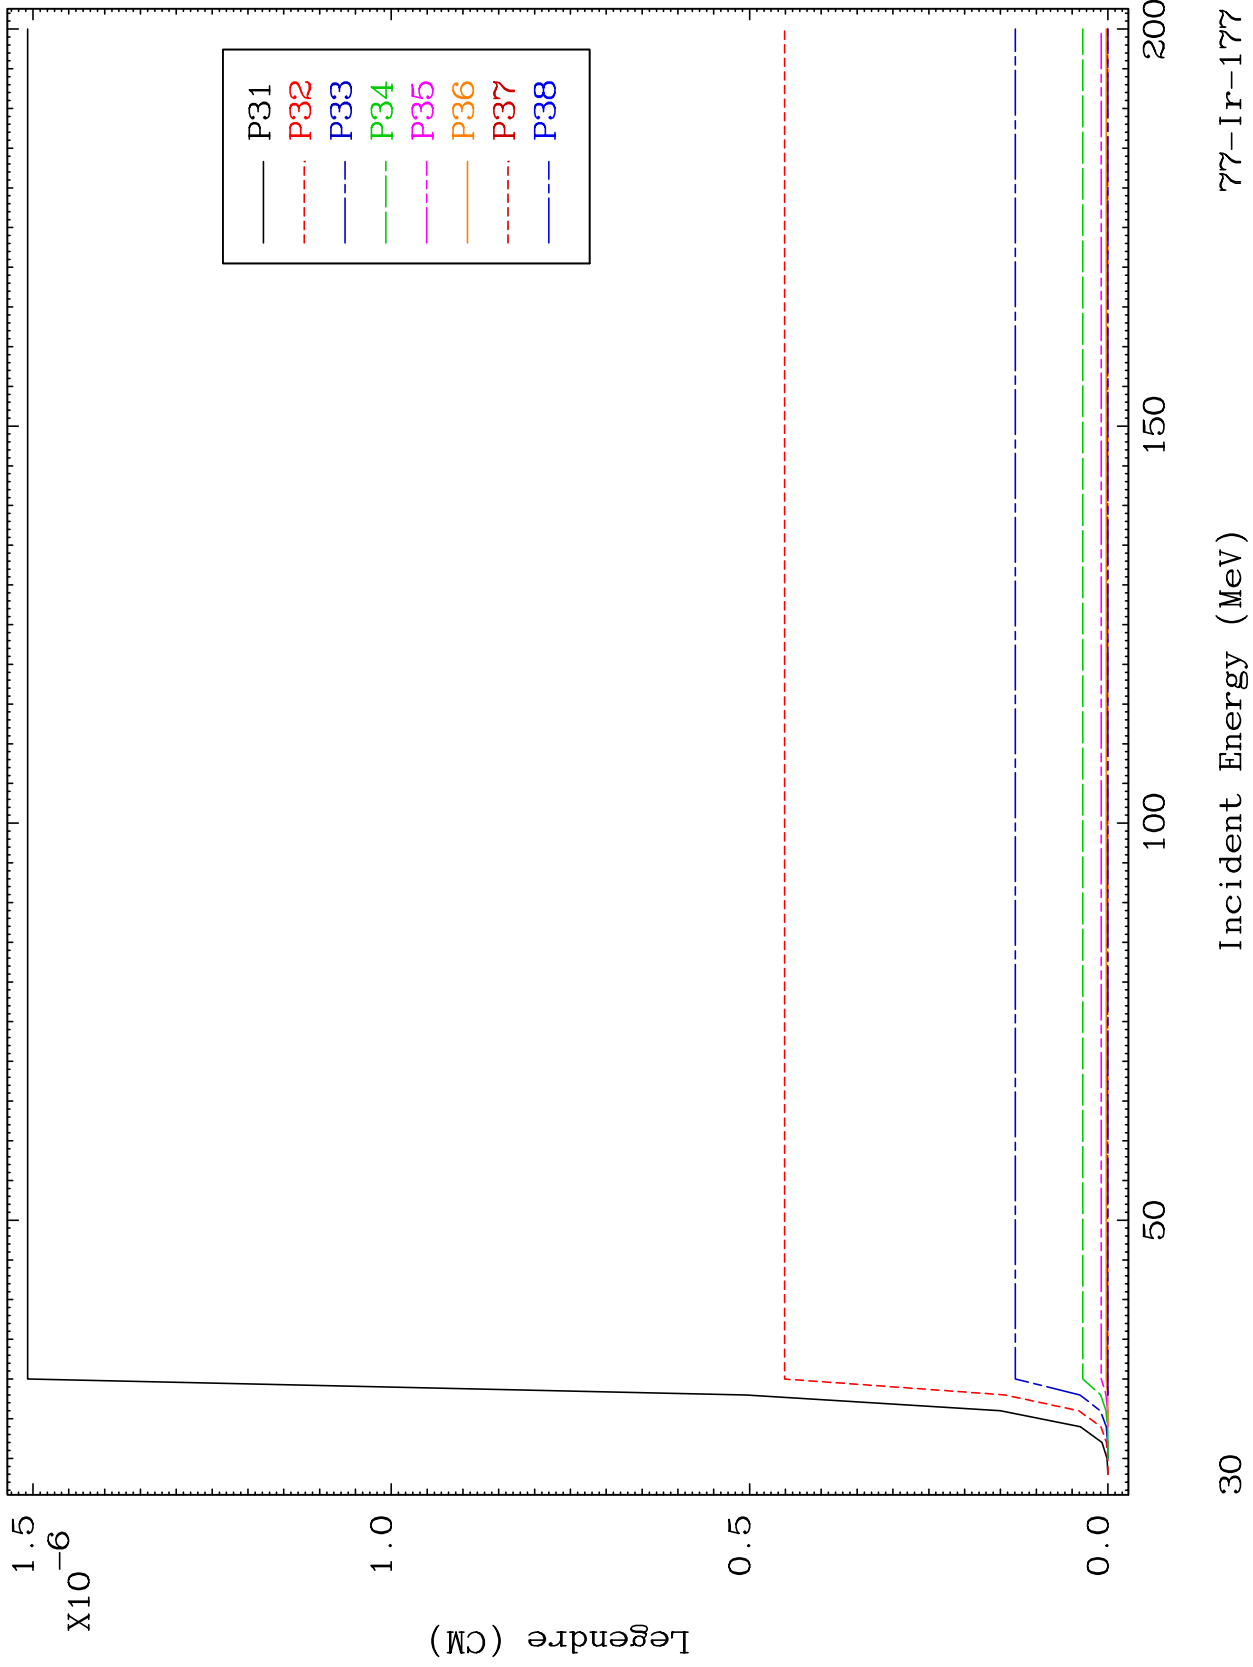 1.5
X10-6
1.0
0.5
0.0
Legendre (CM)
P31
P32
P33
P34
P35
P36
P37
P38
50
100
150
200
Incident Energy (MeV)
30
77-Ir-177